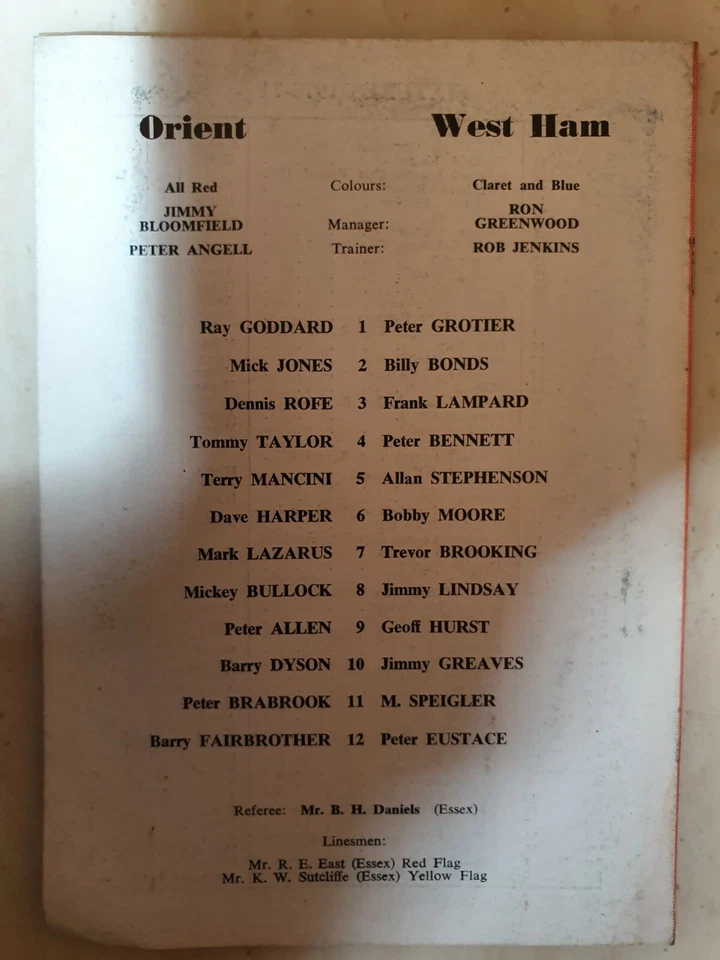 Orient West Ham
All Red Colours: Claret and Blue
JIMMY BLOOMFIELD Manager: RON GREENWOOD
PETER ANGELL Trainer: ROB JENKINS
Ray GODDARD 1 Peter GROTIER
Mick JONES 2 Billy BONDS
Dennis ROFE 3 Frank LAMPARD
Tommy TAYLOR 4 Peter BENNETT
Terry MANCINI 5 Allan STEPHENSON
Dave HARPER 6 Bobby MOORE
Mark LAZARUS 7 Trevor BROOKING
Mickey BULLOCK 8 Jimmy LINDSAY
Peter ALLEN 9 Geoff HURST
Barry DYSON 10 Jimmy GREAVES
Peter BRABROOK 11 M. SPEIGLER
Barry FAIRBROTHER 12 Peter EUSTACE
Referee: Mr. B. H. Daniels (Essex)
Linesmen:
Mr. R. E. East (Essex) Red Flag
Mr. K. W. Sutcliffe (Essex) Yellow Flag